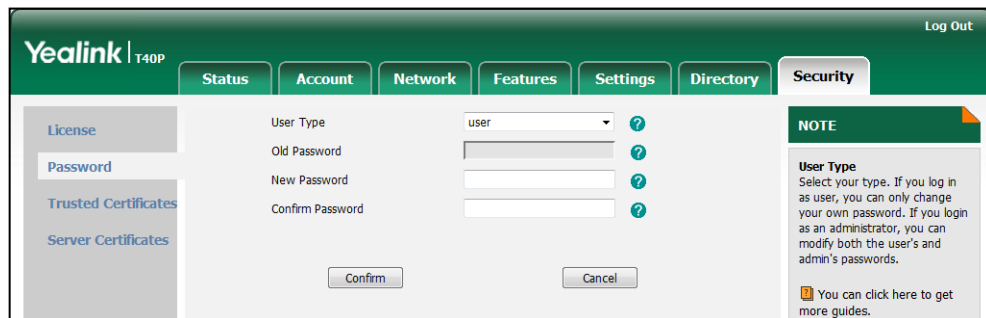 Log Out
Yealink T40P
Status Account Network Features Settings Directory Security
License
Password
Trusted Certificates
Server Certificates
User Type user ?
Old Password ?
New Password ?
Confirm Password ?
Confirm Cancel
NOTE
User Type
Select your type. If you log in
as user, you can only change
your own password. If you login
as an administrator, you can
modify both the user's and
admin's passwords.
You can click here to get
more guides.